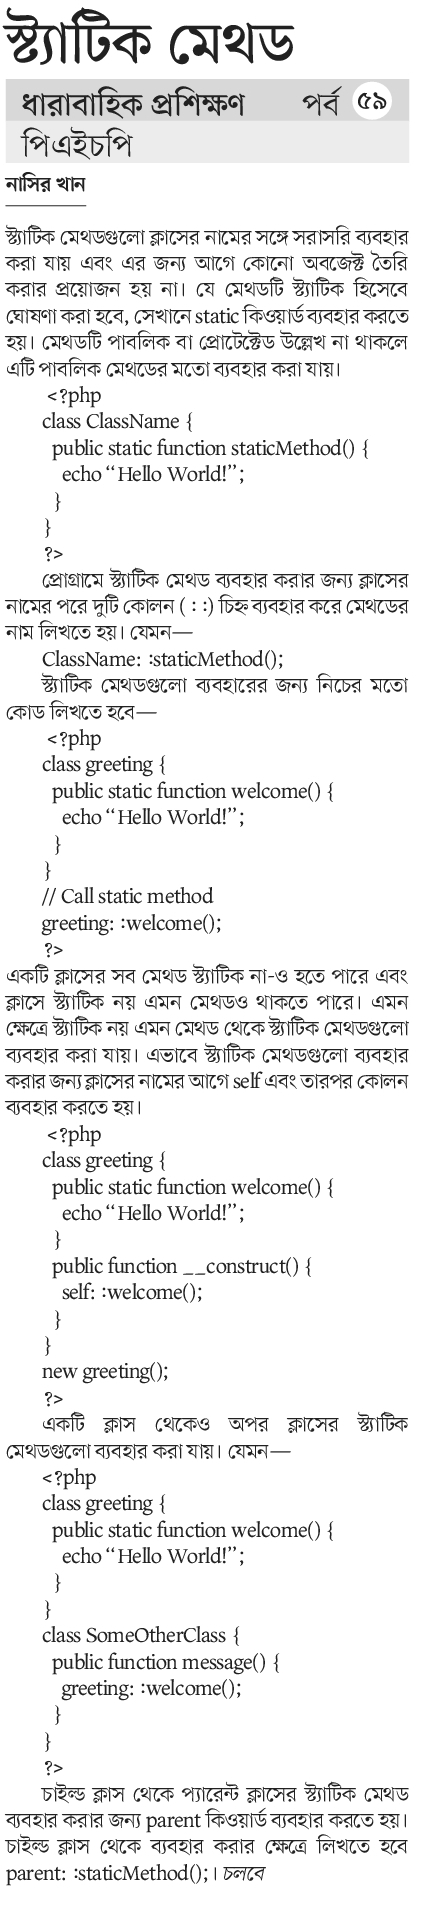 স্ট্যাটিক মেথড
ধারাবাহিক প্রশিক্ষণ পর্ব ৫৯
পিএইচপি
নাসির খান
স্ট্যাটিক মেথডগুলো ক্লাসের নামের সঙ্গে সরাসরি ব্যবহার
করা যায় এবং এর জন্য আগে কোনো অবজেক্ট তৈরি
করার প্রয়োজন হয় না। যে মেথডটি স্ট্যাটিক হিসেবে
ঘোষণা করা হবে, সেখানে static কিওয়ার্ড ব্যবহার করতে
হয়। মেথডটি পাবলিক বা প্রোটেক্টেড উল্লেখ না থাকলে
এটি পাবলিক মেথডের মতো ব্যবহার করা যায়।
<?php
class ClassName {
public static function staticMethod() {
echo “Hello World!”;
}
}
?>
প্রোগ্রামে স্ট্যাটিক মেথড ব্যবহার করার জন্য ক্লাসের
নামের পরে দুটি কোলন ( : :) চিহ্ন ব্যবহার করে মেথডের
নাম লিখতে হয়। যেমন—
ClassName: :staticMethod();
স্ট্যাটিক মেথডগুলো ব্যবহারের জন্য নিচের মতো
কোড লিখতে হবে—
<?php
class greeting {
public static function welcome() {
echo “Hello World!”;
}
}
// Call static method
greeting: :welcome();
?>
একটি ক্লাসের সব মেথড স্ট্যাটিক না-ও হতে পারে এবং
ক্লাসে স্ট্যাটিক নয় এমন মেথডও থাকতে পারে। এমন
ক্ষেত্রে স্ট্যাটিক নয় এমন মেথড থেকে স্ট্যাটিক মেথডগুলো
ব্যবহার করা যায়। এভাবে স্ট্যাটিক মেথডগুলো ব্যবহার
করার জন্য ক্লাসের নামের আগে self এবং তারপর কোলন
ব্যবহার করতে হয়।
<?php
class greeting {
public static function welcome() {
echo “Hello World!”;
}
public function __construct() {
self: :welcome();
}
}
new greeting();
?>
একটি ক্লাস থেকেও অপর ক্লাসের স্ট্যাটিক
মেথডগুলো ব্যবহার করা যায়। যেমন—
<?php
class greeting {
public static function welcome() {
echo “Hello World!”;
}
}
class SomeOtherClass {
public function message() {
greeting: :welcome();
}
}
?>
চাইল্ড ক্লাস থেকে প্যারেন্ট ক্লাসের স্ট্যাটিক মেথড
ব্যবহার করার জন্য parent কিওয়ার্ড ব্যবহার করতে হয়।
চাইল্ড ক্লাস থেকে ব্যবহার করার ক্ষেত্রে লিখতে হবে
parent: :staticMethod();। চলবে